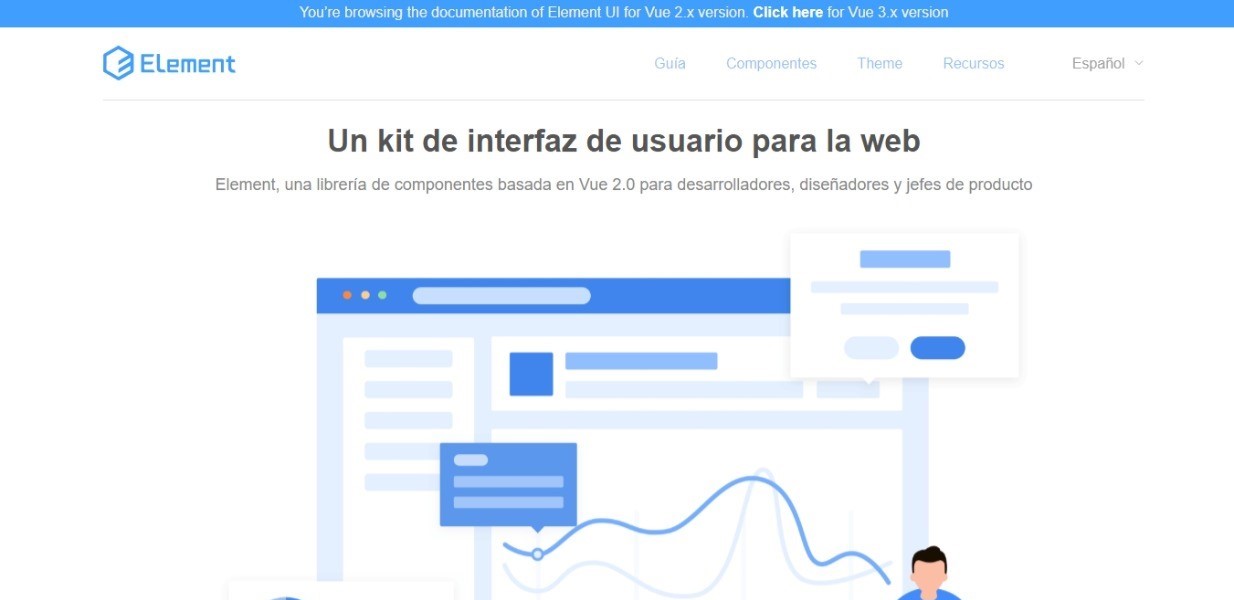 You're browsing the documentation of Element UI for Vue 2.x version. Click here for Vue 3.x version
Element
Guía
Componentes
Theme
Recursos
Español
Un kit de interfaz de usuario para la web
Element, una librería de componentes basada en Vue 2.0 para desarrolladores, diseñadores y jefes de producto